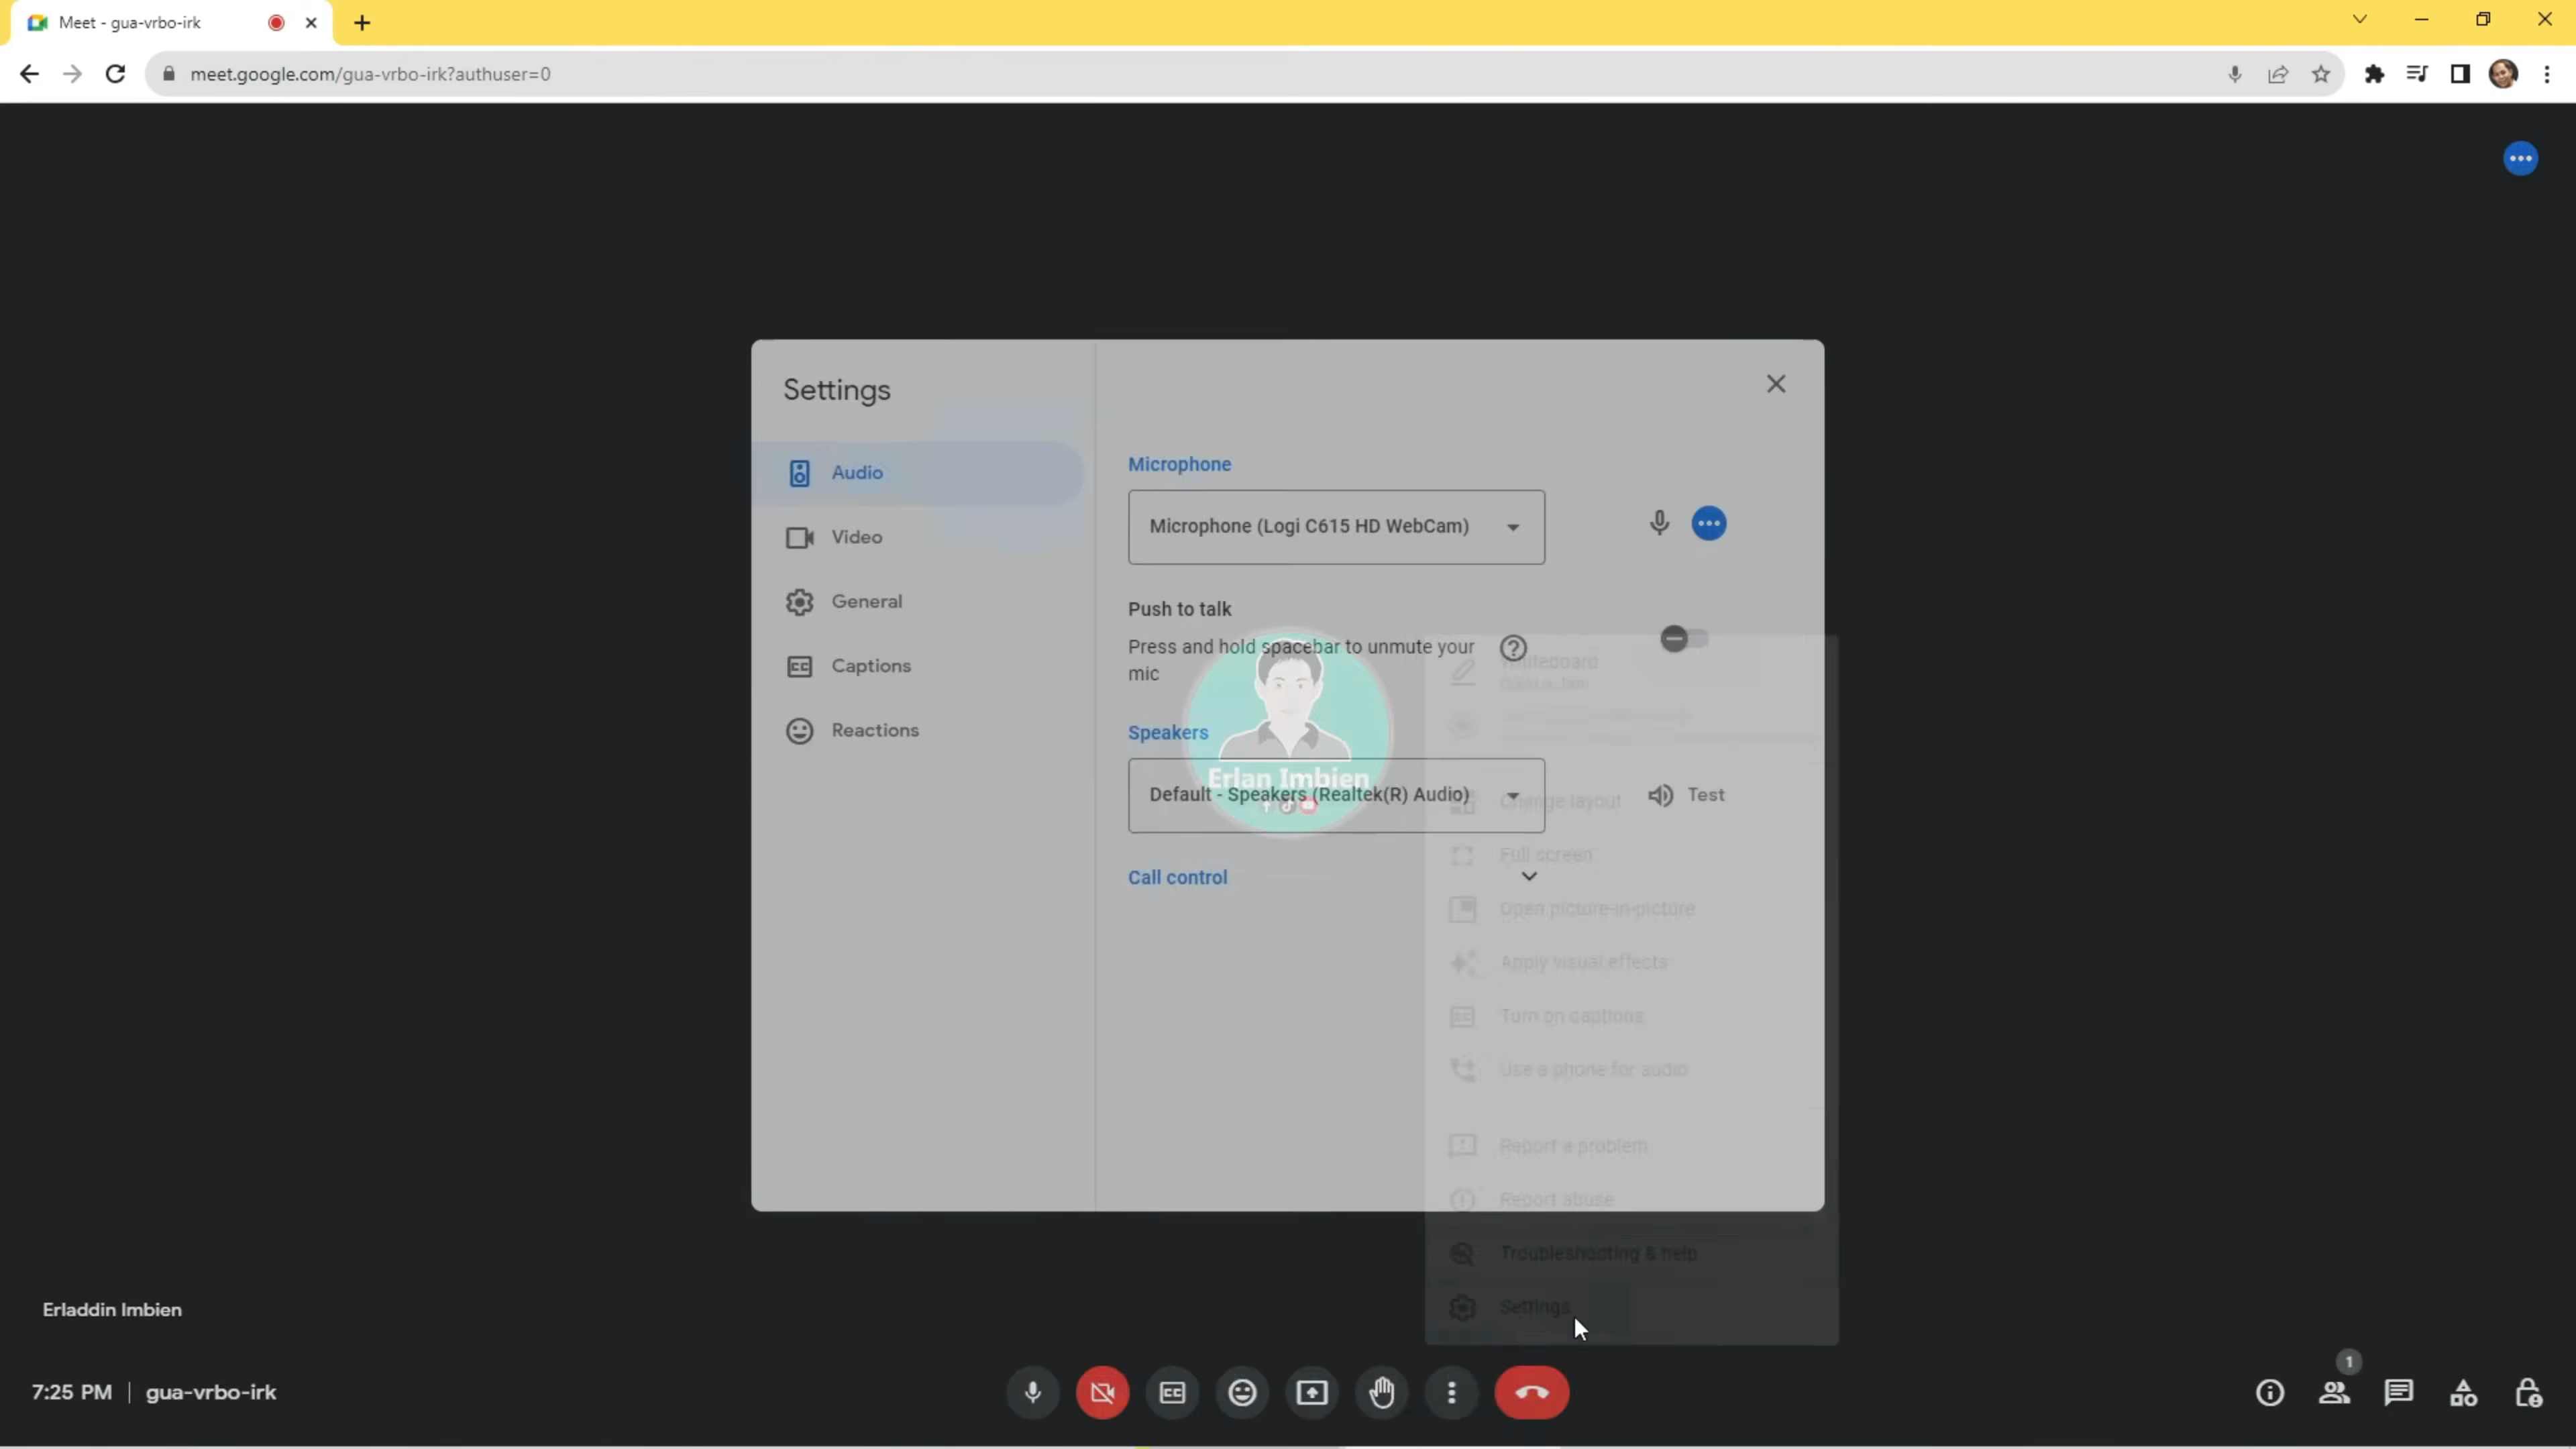 Meet - gua-vrbo-irk
meet.google.com/gua-vrbo-irk?authuser=0
Settings
Audio
Video
General
Captions
Reactions
Microphone
Microphone (Logi C615 HD WebCam)
Push to talk
Press and hold spacebar to unmute your
mic
Speakers
Erlan Imbien
Default - Speakers (Realtek(R) Audio)
Test
Call control
Whiteboard
Change layout
Full screen
Open picture-in-picture
Apply visual effects
Turn on captions
Use a phone for audio
Report a problem
Report abuse
Troubleshooting & help
Settings
Erladdin Imbien
7:25 PM | gua-vrbo-irk
1